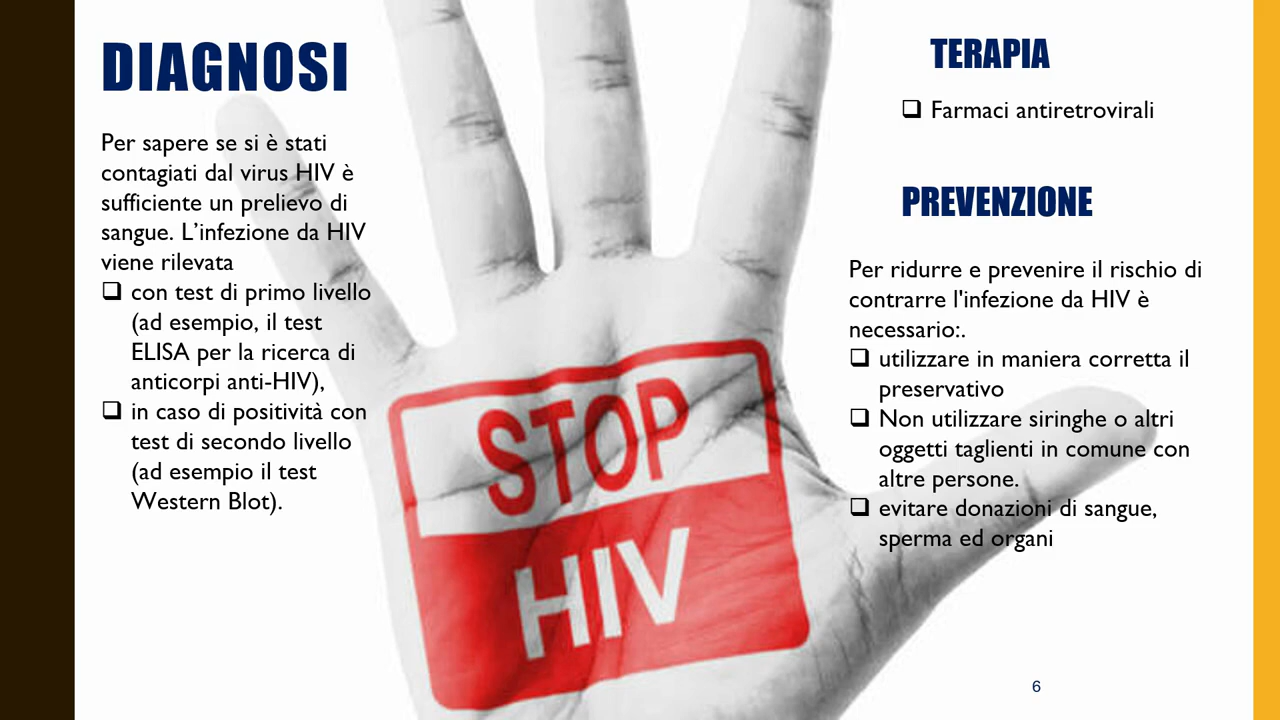 DIAGNOSI
Per sapere se si è stati
contagiati dal virus HIV è
sufficiente un prelievo di
sangue. L’infezione da HIV
viene rilevata
❑ con test di primo livello
(ad esempio, il test
ELISA per la ricerca di
anticorpi anti-HIV),
❑ in caso di positività con
test di secondo livello
(ad esempio il test
Western Blot).
STOP
HIV
TERAPIA
❑ Farmaci antiretrovirali
PREVENZIONE
Per ridurre e prevenire il rischio di
contrarre l'infezione da HIV è
necessario:.
❑ utilizzare in maniera corretta il
preservativo
❑ Non utilizzare siringhe o altri
oggetti taglienti in comune con
altre persone.
❑ evitare donazioni di sangue,
sperma ed organi
6